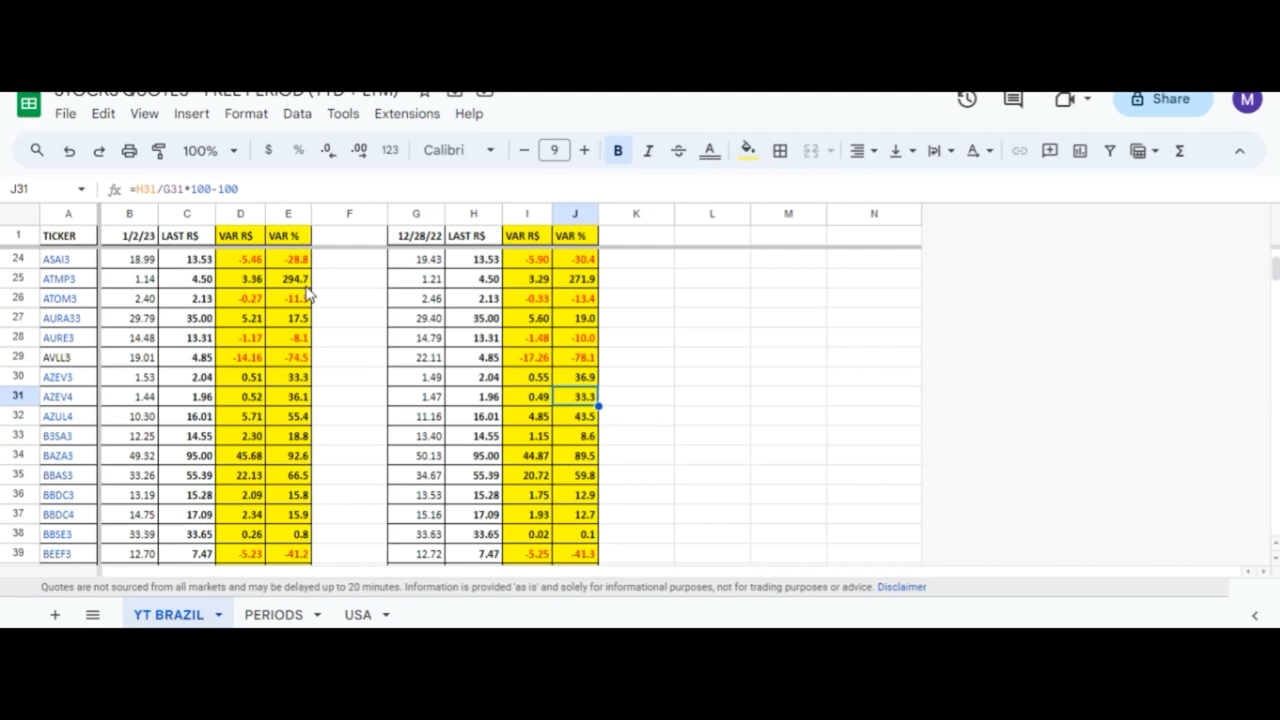 STOCKS QUOTES - FREE PERIOD (YTD + LTM)
File Edit View Insert Format Data Tools Extensions Help Share M
100% $ % .0 .00 123 Calibri - 9 + B I A Σ
J31 fx =H31/G31*100-100
A B C D E F G H I J K L M N
1 TICKER 1/2/23 LAST R$ VAR R$ VAR % 12/28/22 LAST R$ VAR R$ VAR %
24 ASAI3 18.99 13.53 -5.46 -28.8 19.43 13.53 -5.90 -30.4
25 ATMP3 1.14 4.50 3.36 294.7 1.21 4.50 3.29 271.9
26 ATOM3 2.40 2.13 -0.27 2.46 2.13 -0.33 -13.4
27 AURA33 29.79 35.00 5.21 17.5 29.40 35.00 5.60 19.0
28 AURE3 14.48 13.31 -1.17 -8.1 14.79 13.31 -1.48 -10.0
29 AVLL3 19.01 4.85 -14.16 -74.5 22.11 4.85 -17.26 -78.1
30 AZEV3 1.53 2.04 0.51 33.3 1.49 2.04 0.55 36.9
31 AZEV4 1.44 1.96 0.52 36.1 1.47 1.96 0.49 33.3
32 AZUL4 10.30 16.01 5.71 55.4 11.16 16.01 4.85 43.5
33 B3SA3 12.25 14.55 2.30 18.8 13.40 14.55 1.15 8.6
34 BAZA3 49.32 95.00 45.68 92.6 50.13 95.00 44.87 89.5
35 BBAS3 33.26 55.39 22.13 66.5 34.67 55.39 20.72 59.8
36 BBDC3 13.19 15.28 2.09 15.8 13.53 15.28 1.75 12.9
37 BBDC4 14.75 17.09 2.34 15.9 15.16 17.09 1.93 12.7
38 BBSE3 33.39 33.65 0.26 0.8 33.63 33.65 0.02 0.1
39 BEEF3 12.70 7.47 -5.23 -41.2 12.72 7.47 -5.25 -41.3
Quotes are not sourced from all markets and may be delayed up to 20 minutes. Information is provided 'as is' and solely for informational purposes, not for trading purposes or advice. Disclaimer
+ YT BRAZIL PERIODS USA